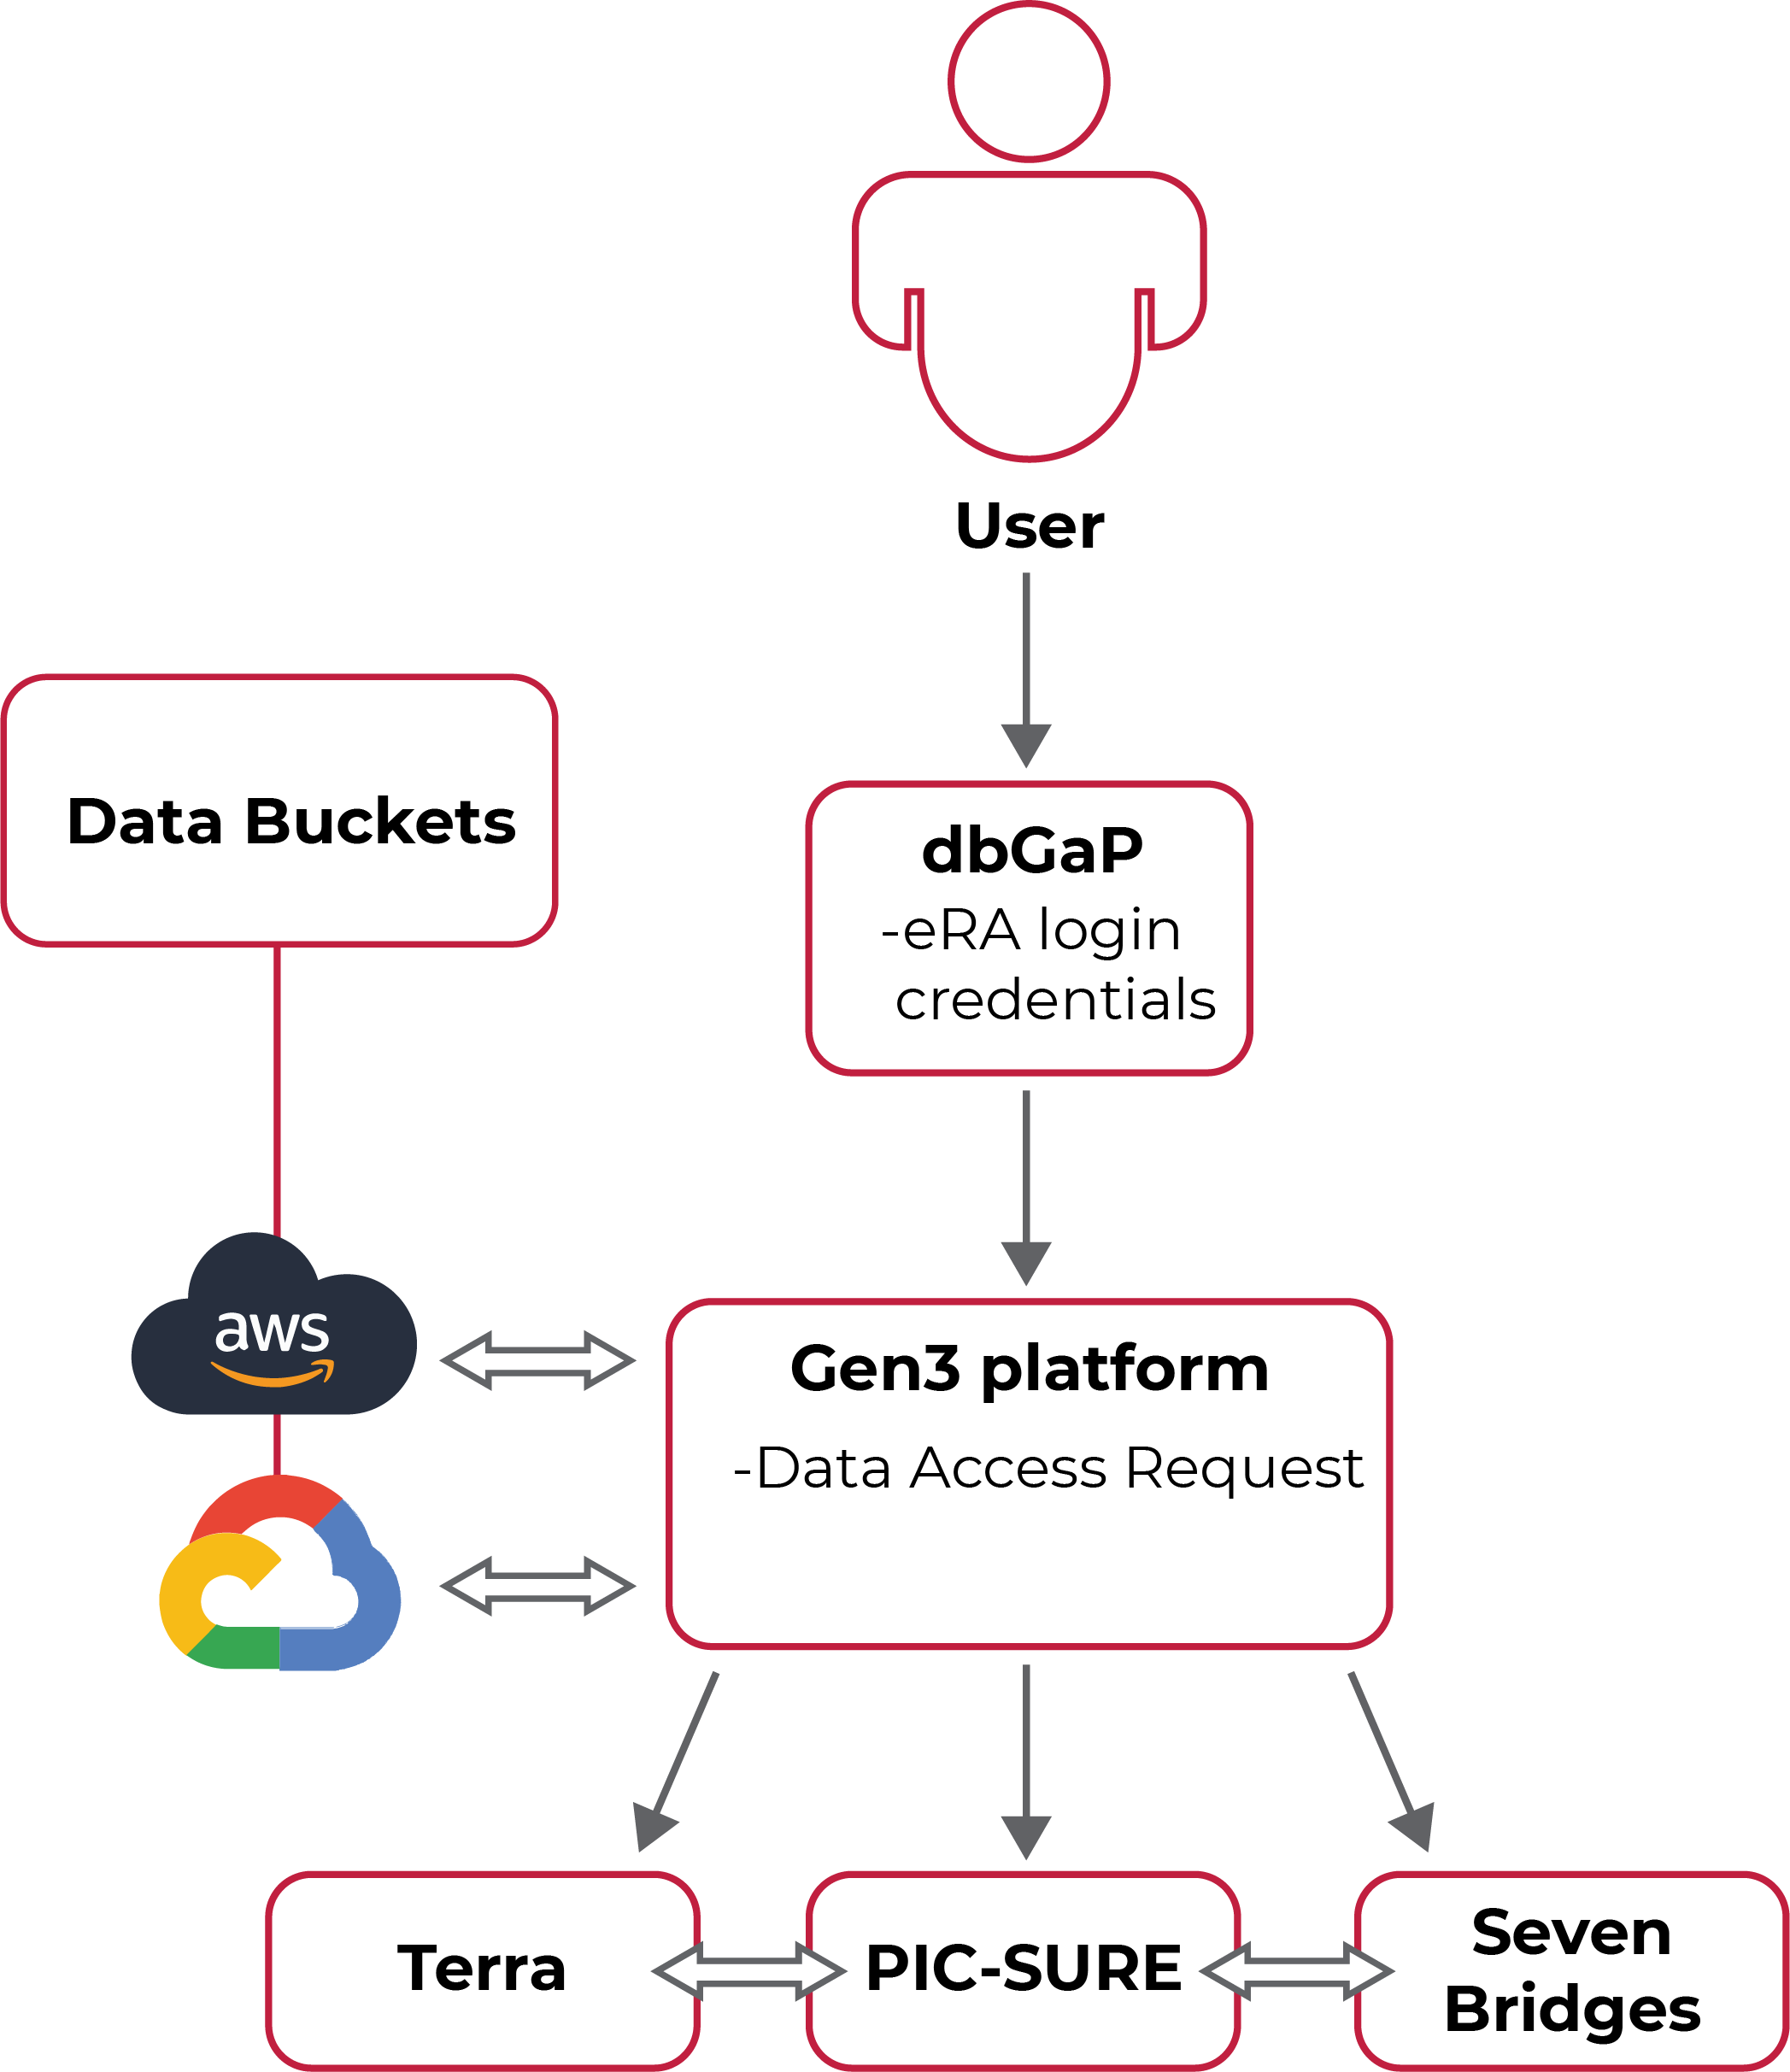 User
Data Buckets
dbGaP
-eRA login
credentials
aws
Gen3 platform
-Data Access Request
Terra
PIC-SURE
Seven
Bridges